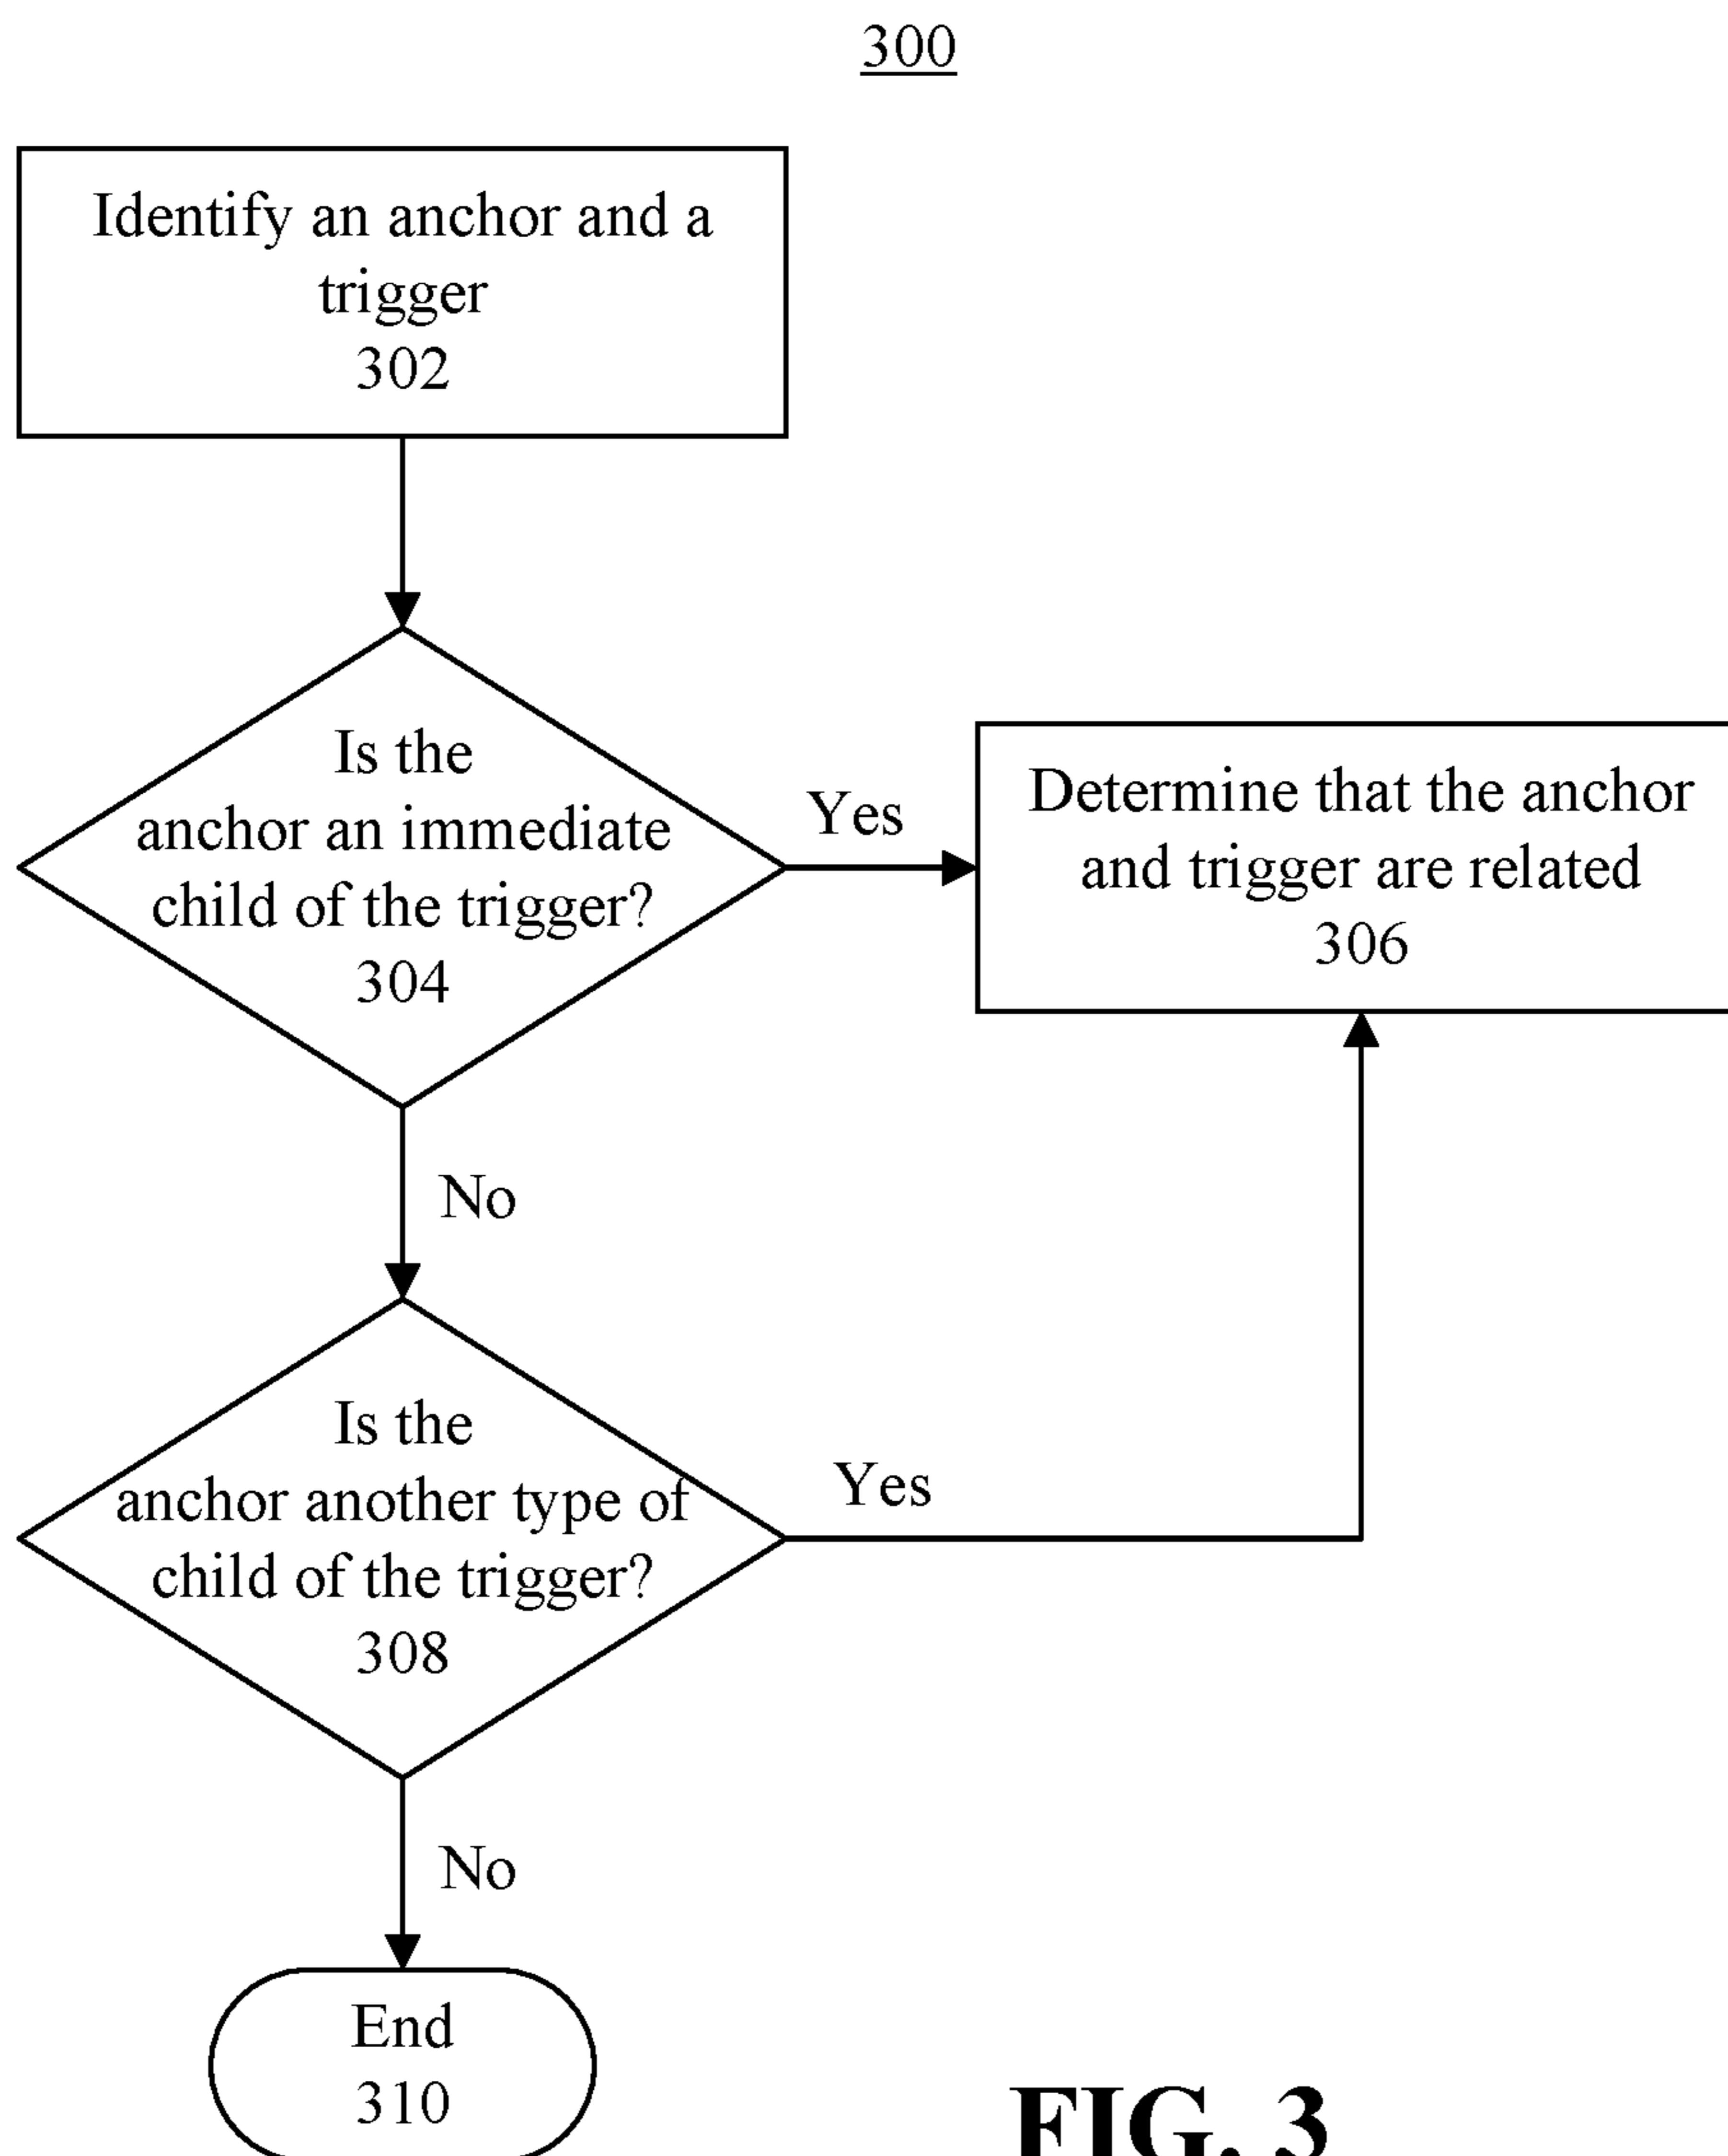 300
Identify an anchor and a
trigger
302
Is the
anchor an immediate
child of the trigger?
304
Yes
Determine that the anchor
and trigger are related
306
No
Is the
anchor another type of
child of the trigger?
308
Yes
No
End
310
FIG. 3